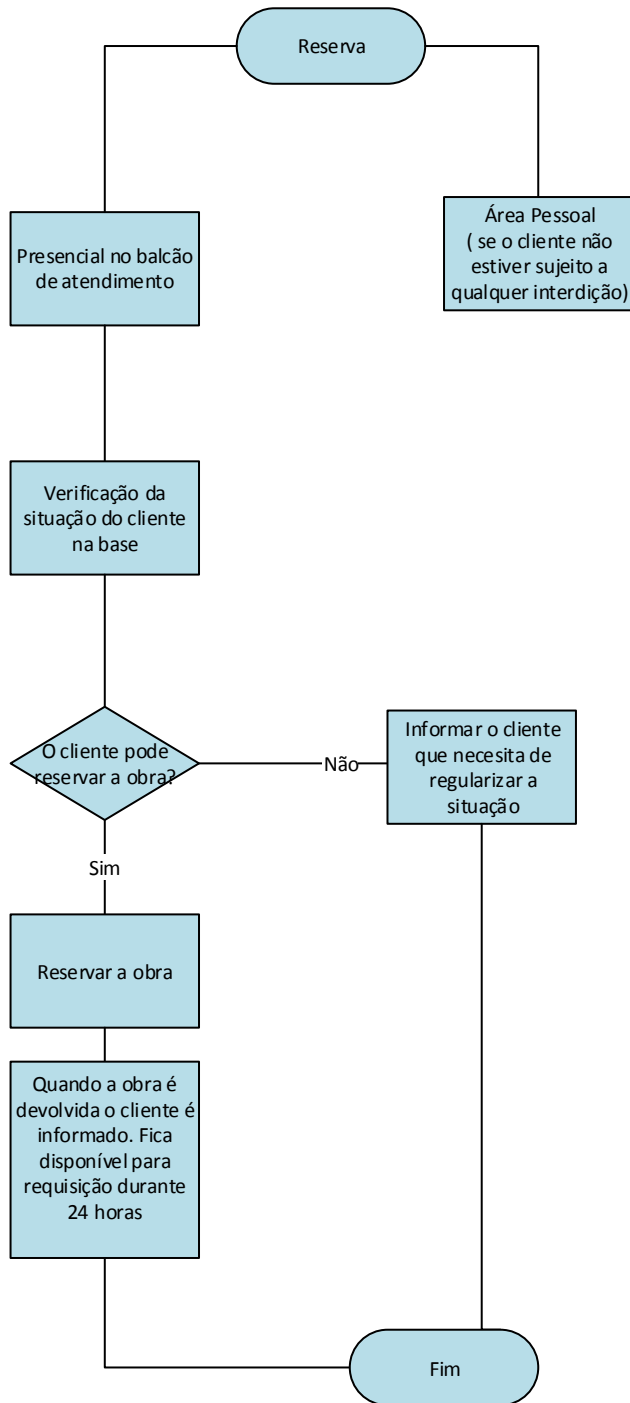 Reserva
Presencial no balcão
de atendimento
Área Pessoal
( se o cliente não
estiver sujeito a
qualquer interdição)
Verificação da
situação do cliente
na base
O cliente pode
reservar a obra?
Não
Informar o cliente
que necesita de
regularizar a
situação
Sim
Reservar a obra
Quando a obra é
devolvida o cliente é
informado. Fica
disponível para
requisição durante
24 horas
Fim